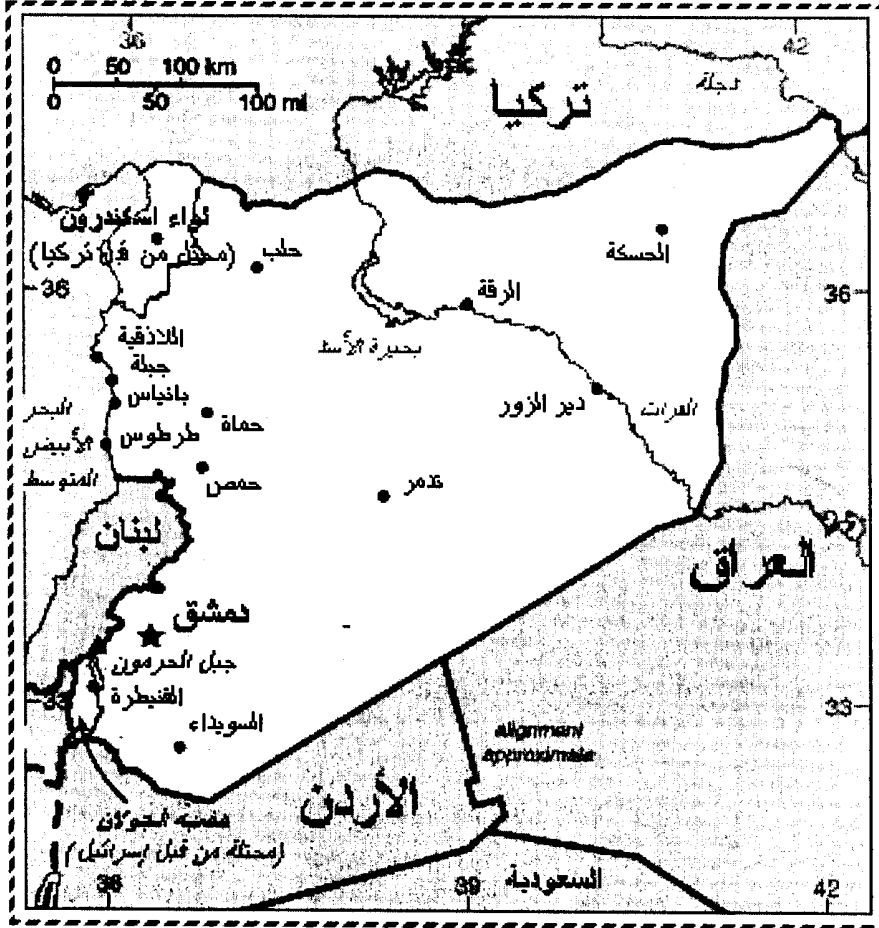 36
42
0 50 100 km
0 50 100 mi
تركيا
دجلة
لواء اسكندرون
(محتل من قبل تركيا)
حلب
الحسكة
36
الرقة
36
بحيرة الأسد
اللاذقية
جبلة
بانياس
دير الزور
الفرات
حماة
البحر
الأبيض
المتوسط
طرطوس
حمص
تدمر
لبنان
العراق
دمشق
جبل الحرمون
القنيطرة
33
33
السويداء
alignment
approximate
الأردن
هضبة الجولان
(محتلة من قبل إسرائيل)
السعودية
36
39
42